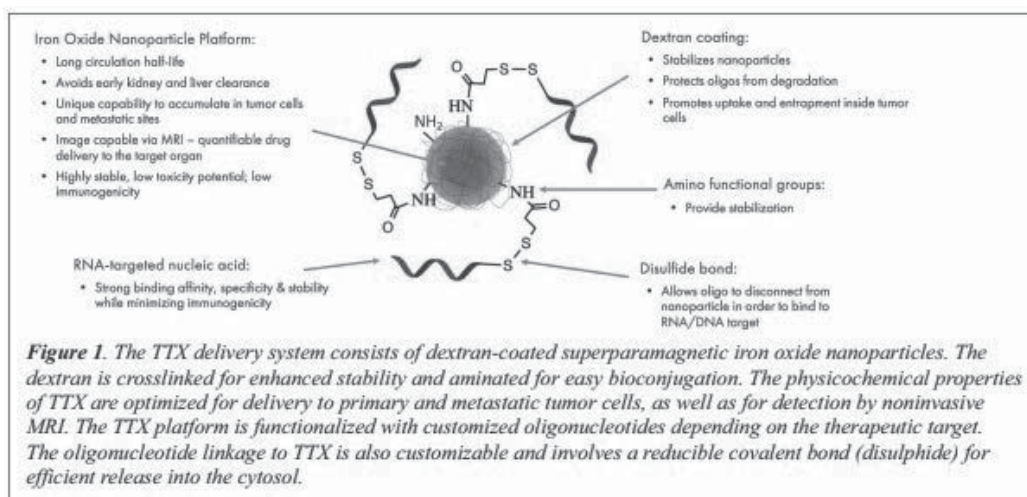 Iron Oxide Nanoparticle Platform:
• Long circulation half-life
• Avoids early kidney and liver clearance
• Unique capability to accumulate in tumor cells
and metastatic sites
• Image capable via MRI – quantifiable drug
delivery to the target organ
• Highly stable, low toxicity potential; low
immunogenicity
Dextran coating:
• Stabilizes nanoparticles
• Protects oligos from degradation
• Promotes uptake and entrapment inside tumor
cells
O
S
S
HN
NH2
S
S
NH
O
NH
O
S
S
Amino functional groups:
• Provide stabilization
RNA-targeted nucleic acid:
• Strong binding affinity, specificity & stability
while minimizing immunogenicity
Disulfide bond:
• Allows oligo to disconnect from
nanoparticle in order to bind to
RNA/DNA target
Figure 1. The TTX delivery system consists of dextran-coated superparamagnetic iron oxide nanoparticles. The
dextran is crosslinked for enhanced stability and aminated for easy bioconjugation. The physicochemical properties
of TTX are optimized for delivery to primary and metastatic tumor cells, as well as for detection by noninvasive
MRI. The TTX platform is functionalized with customized oligonucleotides depending on the therapeutic target.
The oligonucleotide linkage to TTX is also customizable and involves a reducible covalent bond (disulphide) for
efficient release into the cytosol.